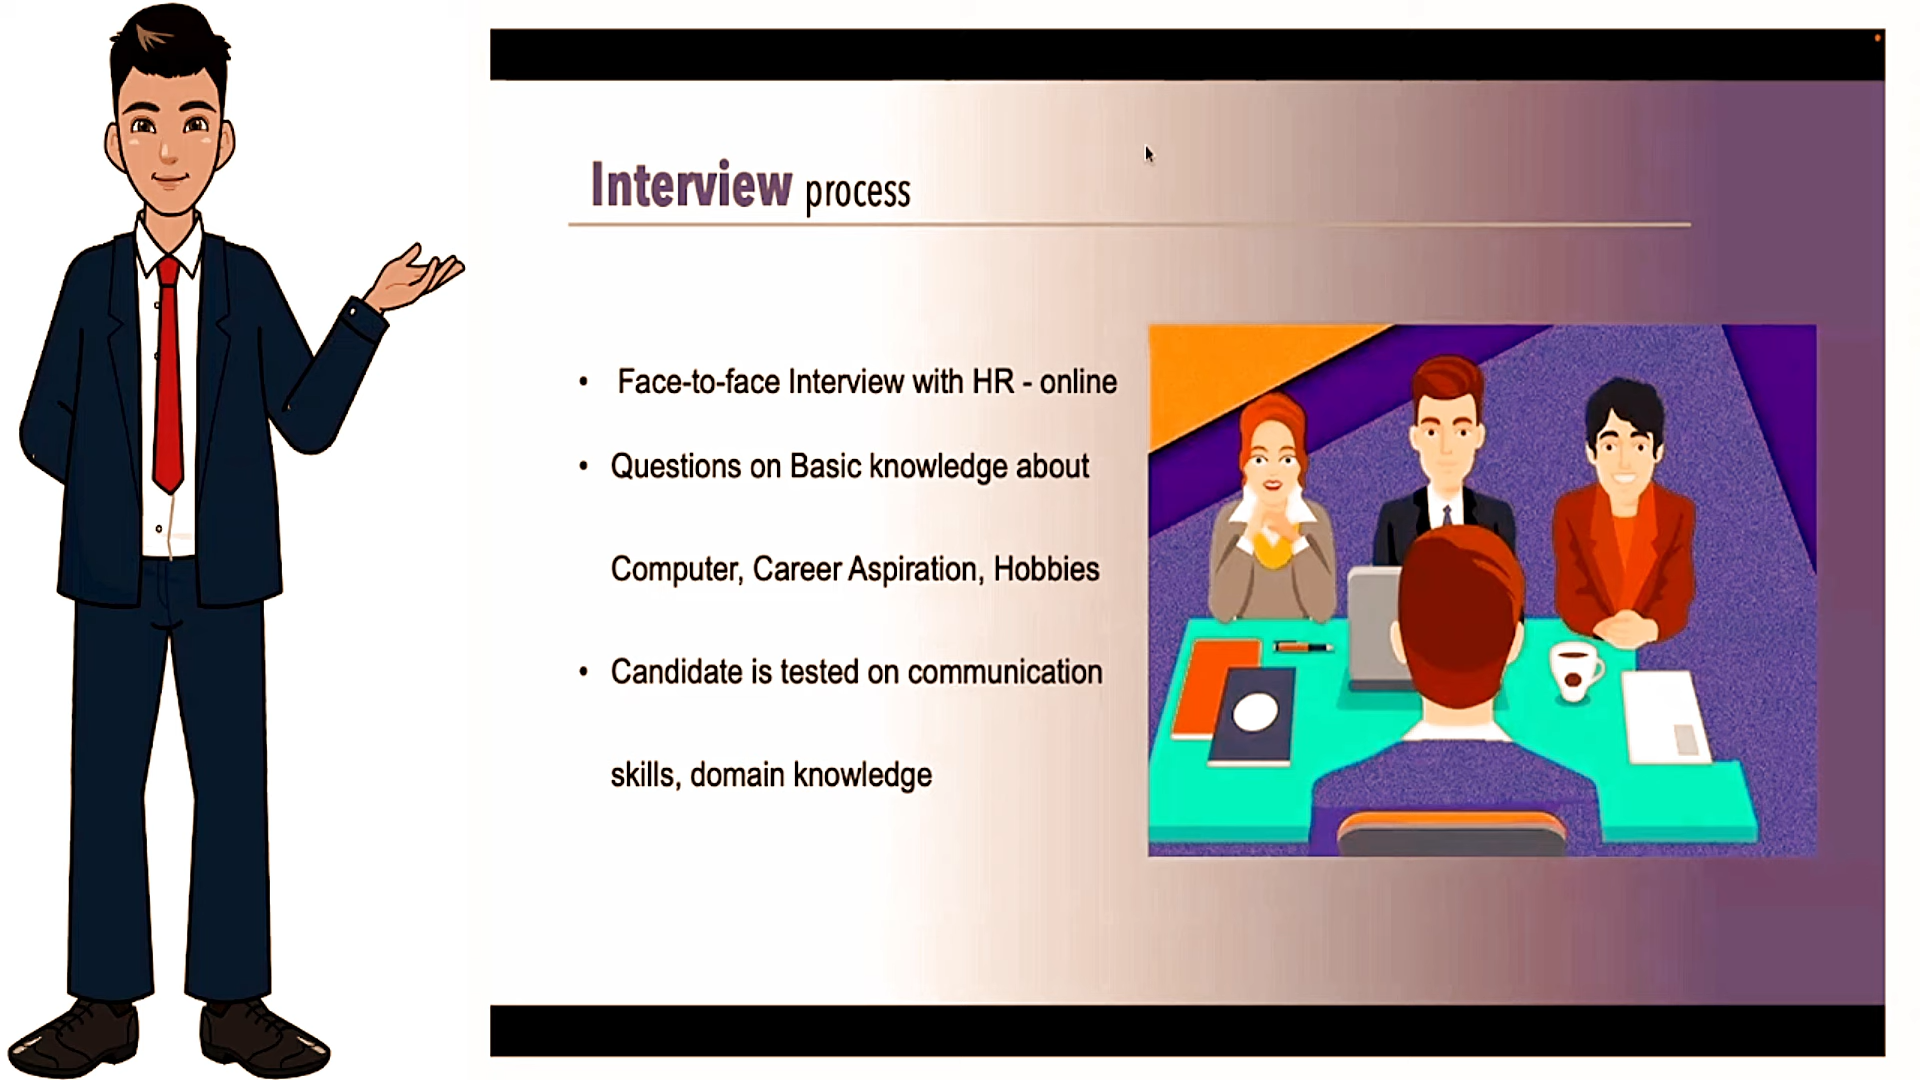 Interview process
• Face-to-face Interview with HR - online
• Questions on Basic knowledge about
Computer, Career Aspiration, Hobbies
• Candidate is tested on communication
skills, domain knowledge